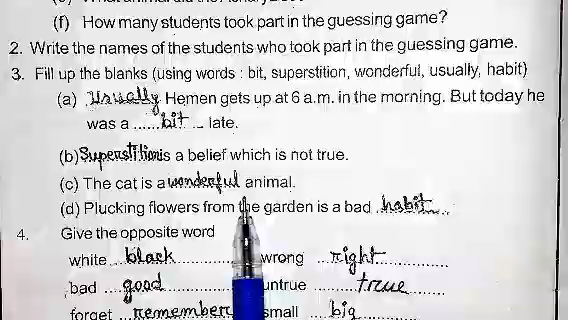 (f) How many students took part in the guessing game?
2. Write the names of the students who took part in the guessing game.
3. Fill up the blanks (using words : bit, superstition, wonderful, usually, habit)
(a) Usually Hemen gets up at 6 a.m. in the morning. But today he
was a ......bit... late.
(b) Superstition is a belief which is not true.
(c) The cat is a wonderful animal.
(d) Plucking flowers from the garden is a bad ..habit....
4. Give the opposite word
white ...black............ wrong ...right............
bad ....good............ untrue .........true.........
forget ...remember small ....big.........